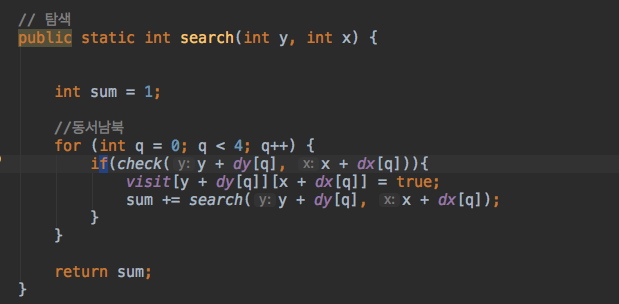 // 탐색
public static int search(int y, int x) {
int sum = 1;
//동서남북
for (int q = 0; q < 4; q++) {
if(check( y: y + dy[q], x: x + dx[q])){
visit[y + dy[q]][x + dx[q]] = true;
sum += search( y: y + dy[q], x: x + dx[q]);
}
}
return sum;
}